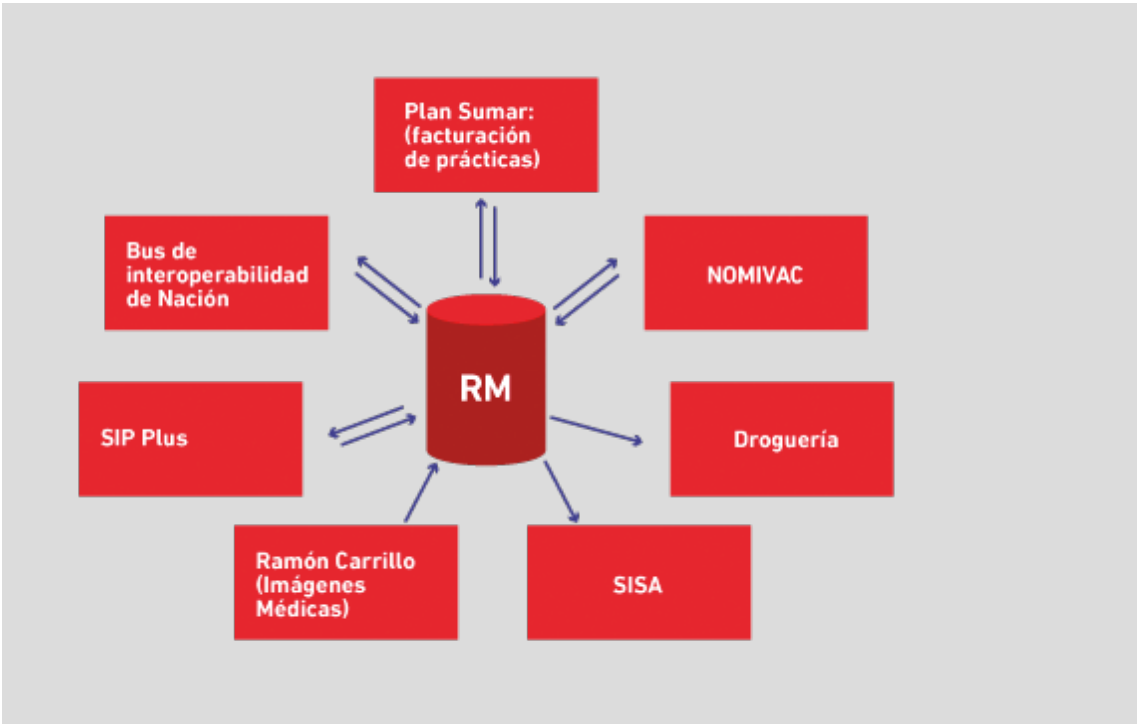 Plan Sumar:
(facturación
de prácticas)
Bus de
interoperabilidad
de Nación
NOMIVAC
RM
SIP Plus
Droguería
Ramón Carrillo
(Imágenes
Médicas)
SISA